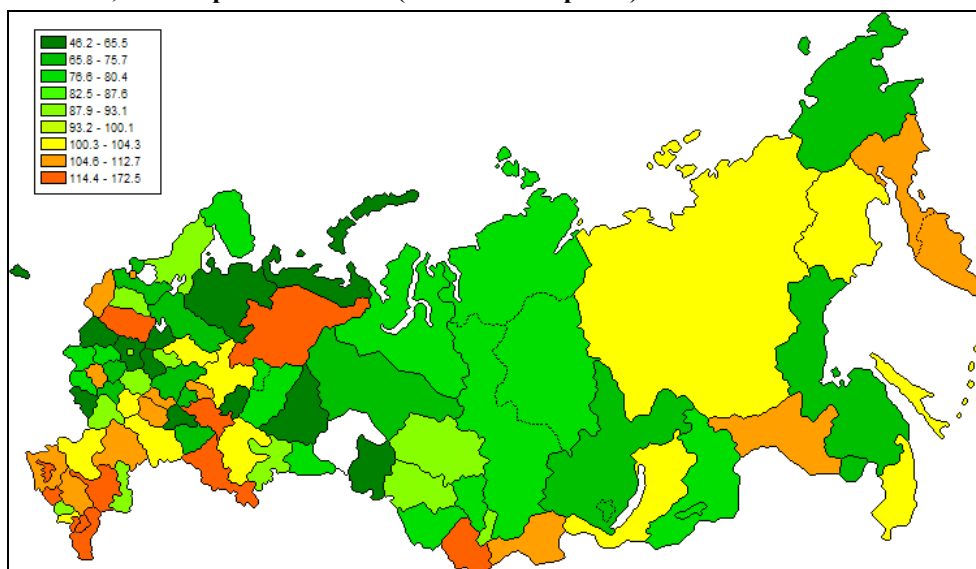 46.2 - 65.5
65.8 - 75.7
76.6 - 80.4
82.5 - 87.6
87.9 - 93.1
93.2 - 100.1
100.3 - 104.3
104.6 - 112.7
114.4 - 172.5